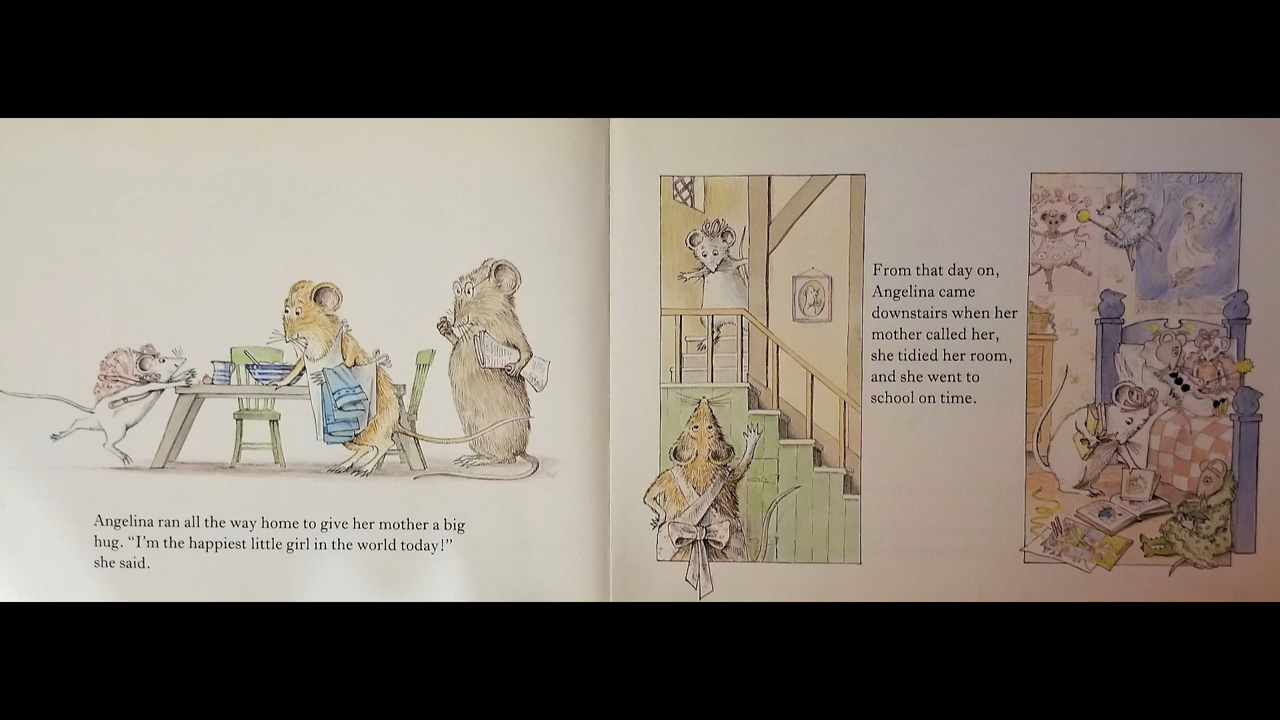 Angelina ran all the way home to give her mother a big
hug. “I’m the happiest little girl in the world today!”
she said.
From that day on,
Angelina came
downstairs when her
mother called her,
she tidied her room,
and she went to
school on time.